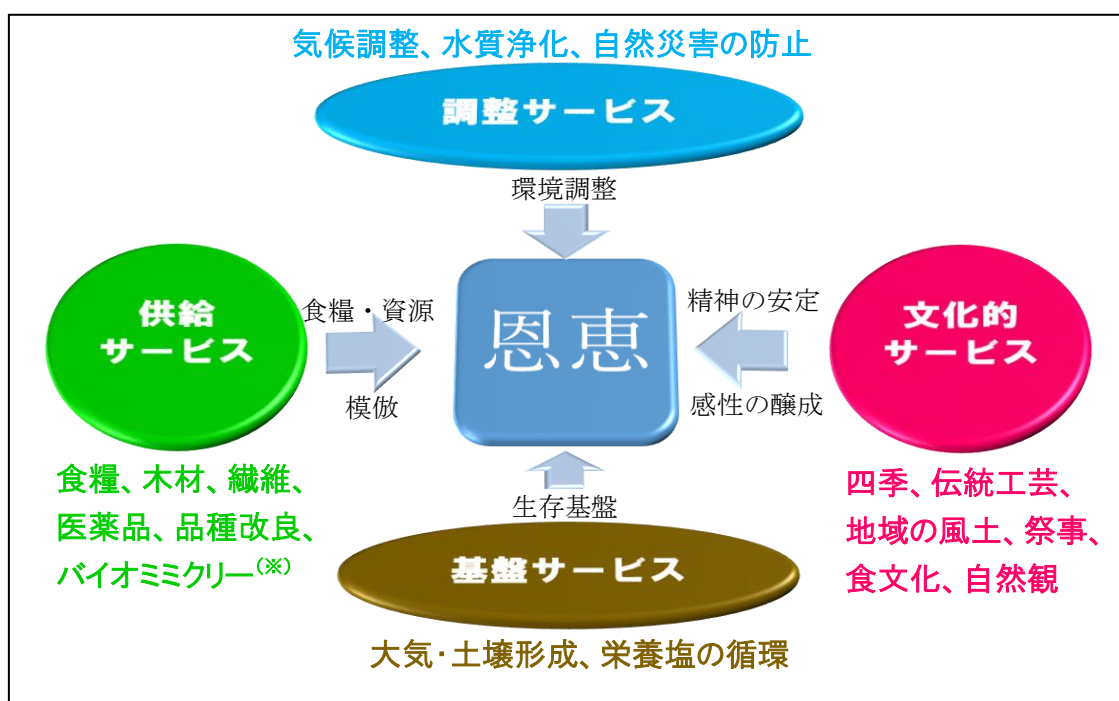 気候調整、水質浄化、自然災害の防止
調整サービス
環境調整
供給
サービス
食糧・資源
模倣
恩恵
精神の安定
感性の醸成
文化的
サービス
食糧、木材、繊維、
医薬品、品種改良、
バイオミミクリー(※)
四季、伝統工芸、
地域の風土、祭事、
食文化、自然観
生存基盤
基盤サービス
大気・土壌形成、栄養塩の循環